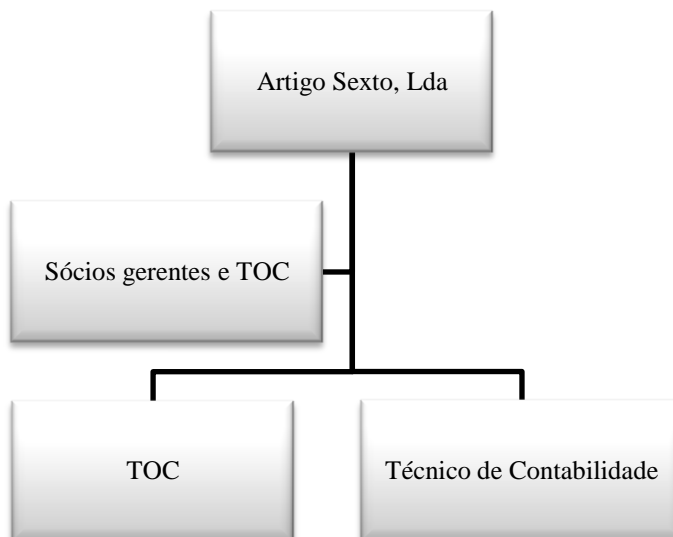 Artigo Sexto, Lda
Sócios gerentes e TOC
TOC
Técnico de Contabilidade